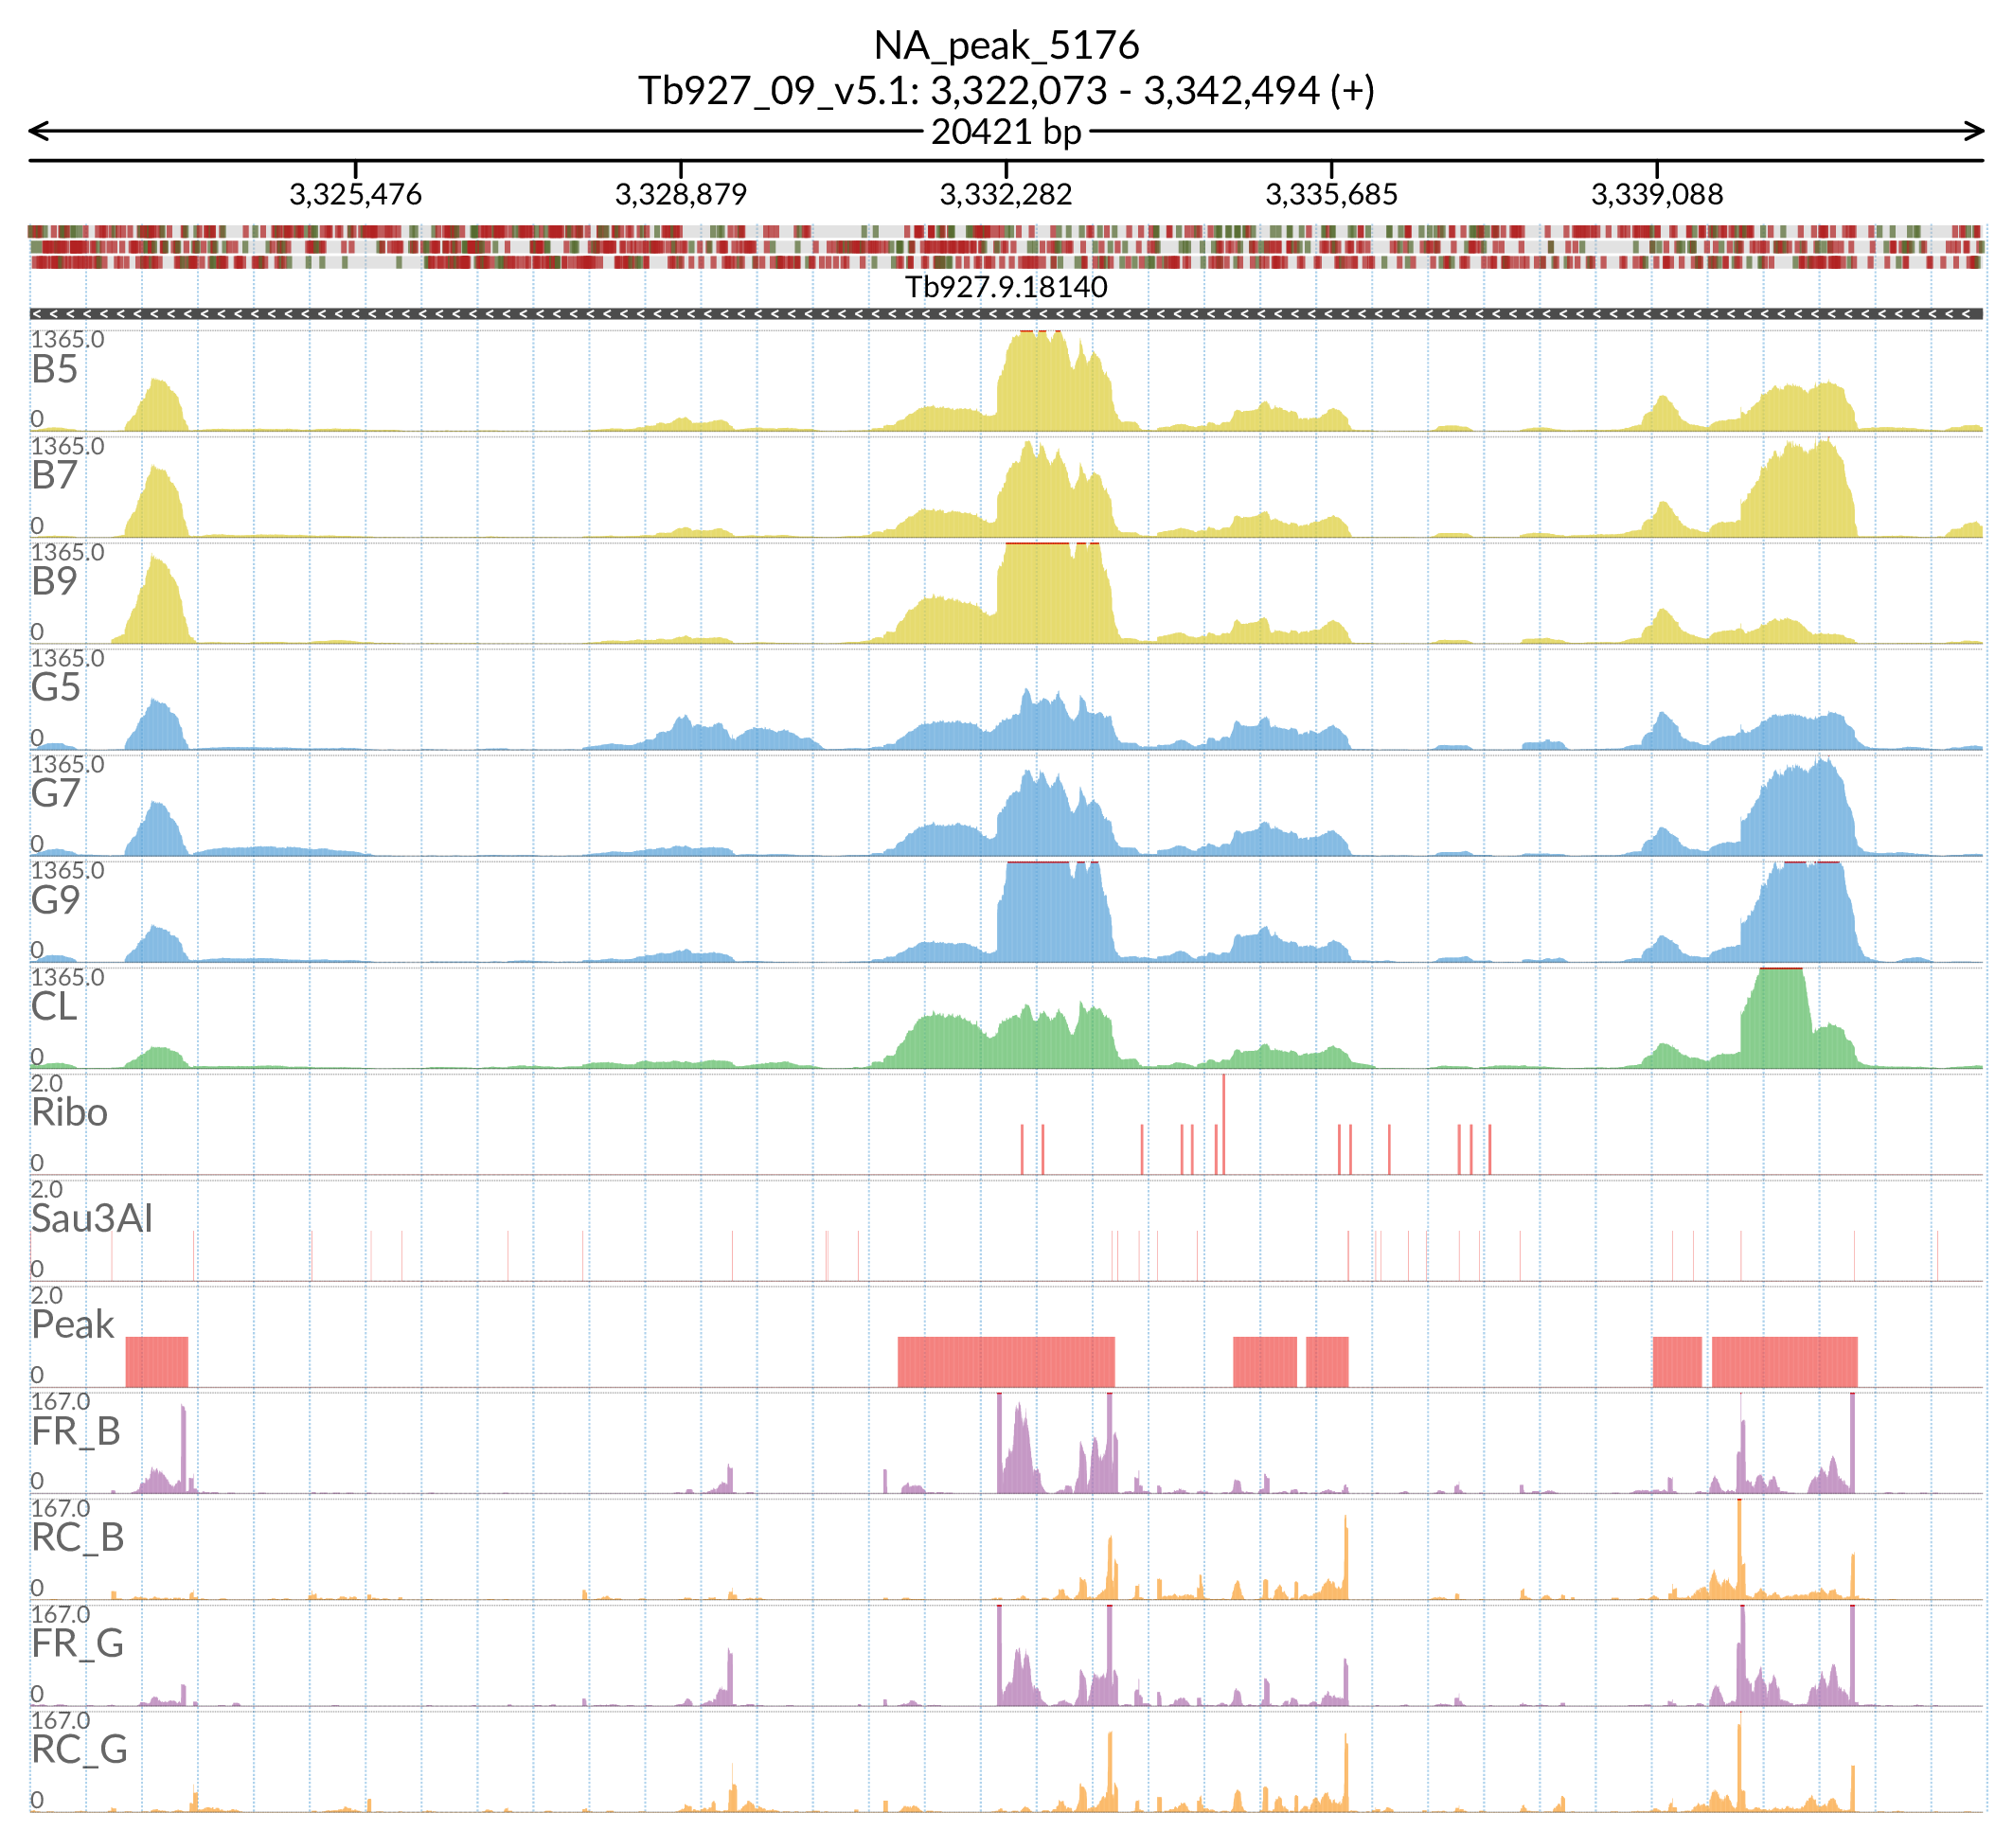 NA_peak_5176
Tb927_09_v5.1: 3,322,073 - 3,342,494 (+)
20421 bp
3,325,476 3,328,879 3,332,282 3,335,685 3,339,088
Tb927.9.18140
1365.0
B5
0
1365.0
B7
0
1365.0
B9
0
1365.0
G5
0
1365.0
G7
0
1365.0
G9
0
1365.0
CL
0
2.0
Ribo
0
2.0
Sau3AI
0
2.0
Peak
0
167.0
FR_B
0
167.0
RC_B
0
167.0
FR_G
0
167.0
RC_G
0